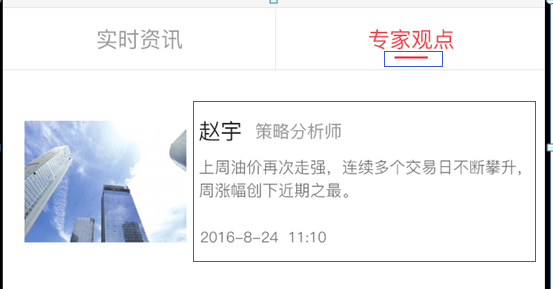 实时资讯
专家观点
赵宇 策略分析师
上周油价再次走强，连续多个交易日不断攀升，
周涨幅创下近期之最。
2016-8-24 11:10